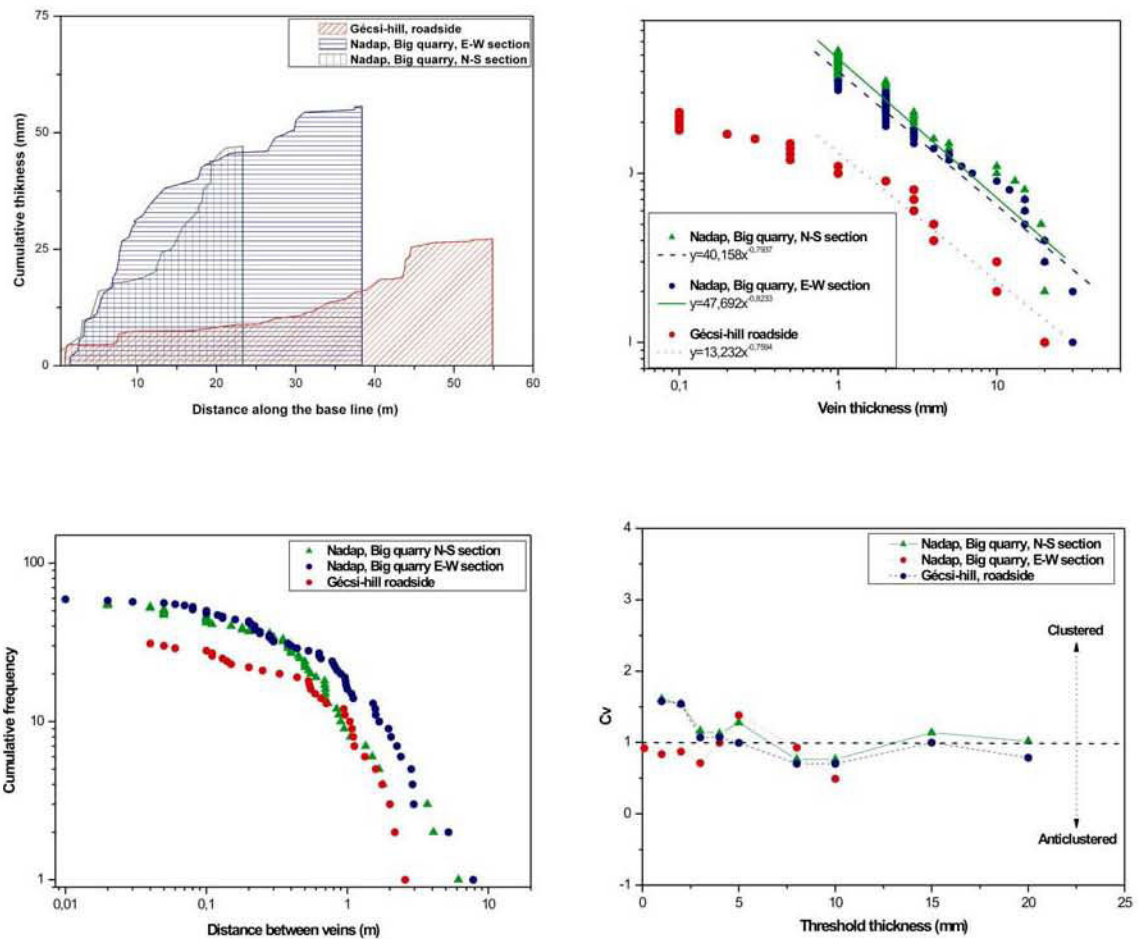 75
50
25
0
Cumulative thikness (mm)
Gécsi-hill, roadside
Nadap, Big quarry, E-W section
Nadap, Big quarry, N-S section
10 20 30 40 50 60
Distance along the base line (m)
0
1
Nadap, Big quarry, N-S section
y=40,158x-0,7937
Nadap, Big quarry, E-W section
y=47,692x-0,8233
Gécsi-hill roadside
0,1 1 10
Vein thickness (mm)
100
10
1
Cumulative frequency
Nadap, Big quarry N-S section
Nadap, Big quarry E-W section
Gécsi-hill roadside
0,01 0,1 1 10
Distance between veins (m)
4
3
2
1
0
-1
Cv
Nadap, Big quarry, N-S section
Nadap, Big quarry, E-W section
Gécsi-hill, roadside
Clustered
Anticlustered
0 5 10 15 20 25
Threshold thickness (mm)